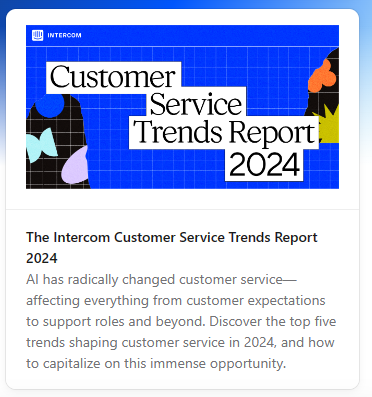 INTERCOM
Customer
Service
Trends Report
2024
The Intercom Customer Service Trends Report
2024
AI has radically changed customer service—
affecting everything from customer expectations
to support roles and beyond. Discover the top five
trends shaping customer service in 2024, and how
to capitalize on this immense opportunity.